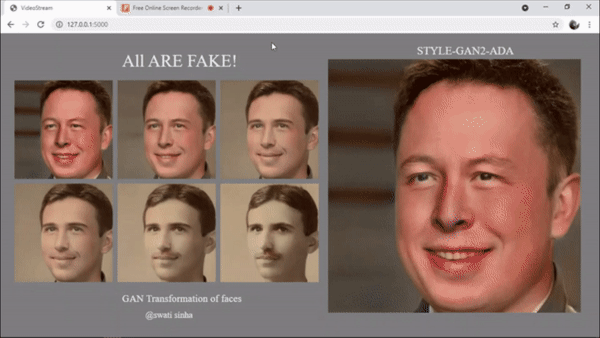 VideoStream
Free Online Screen Recording
127.0.0.1:5000
All ARE FAKE!
STYLE-GAN2-ADA
GAN Transformation of faces
@swati sinha